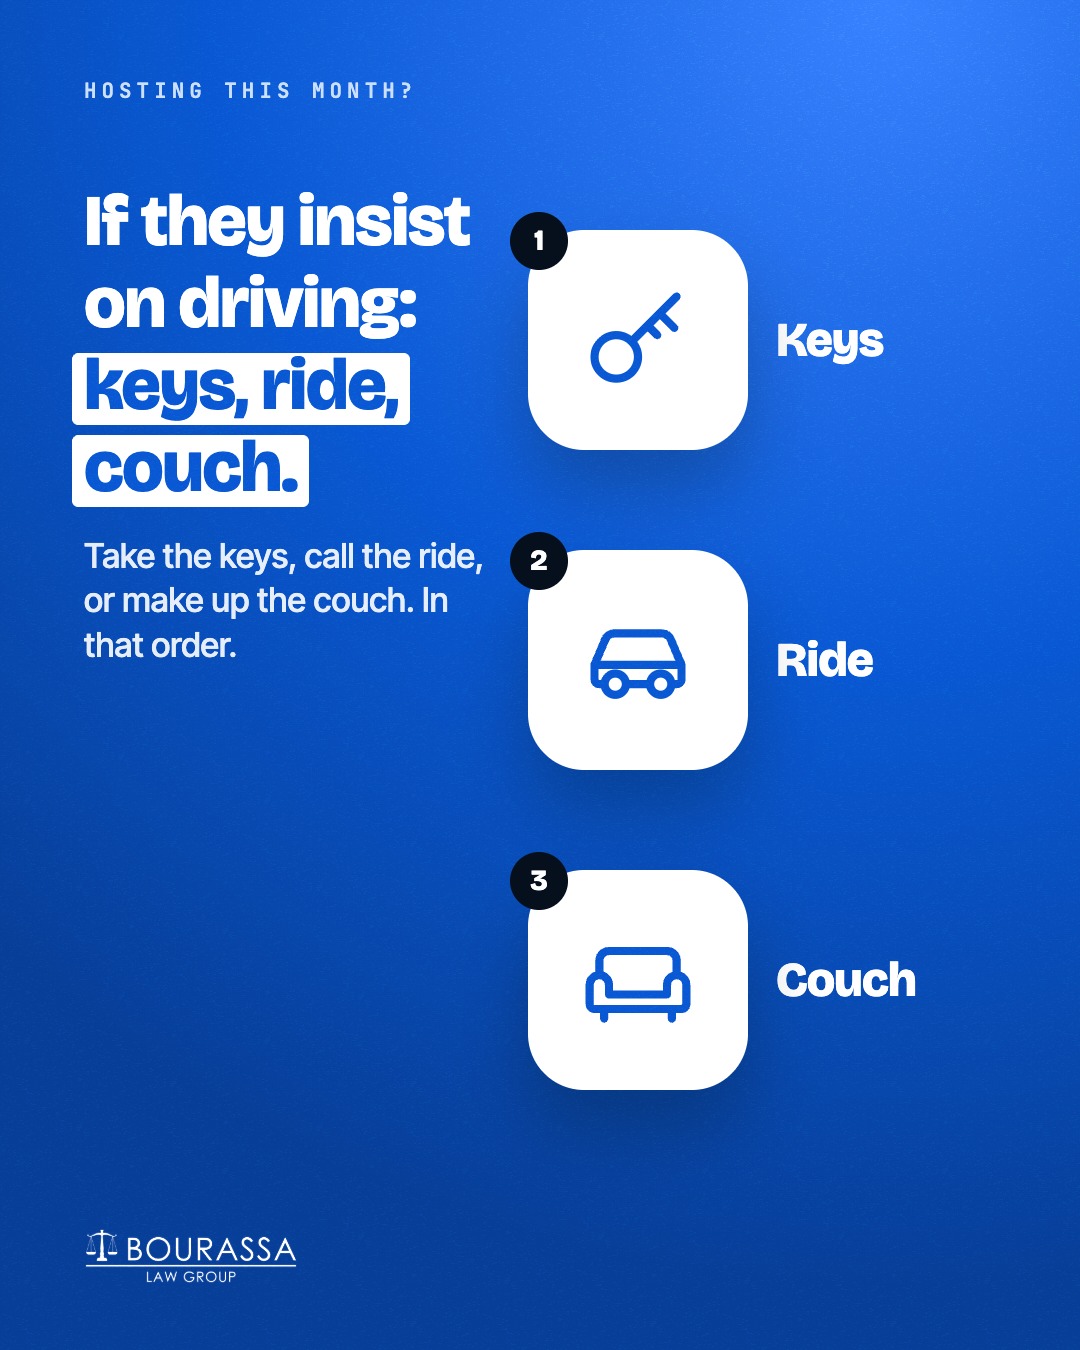 HOSTING THIS MONTH?
If they insist
on driving:
keys, ride,
couch.
Take the keys, call the ride,
or make up the couch. In
that order.
1
Keys
2
Ride
3
Couch
BOURASSA
LAW GROUP